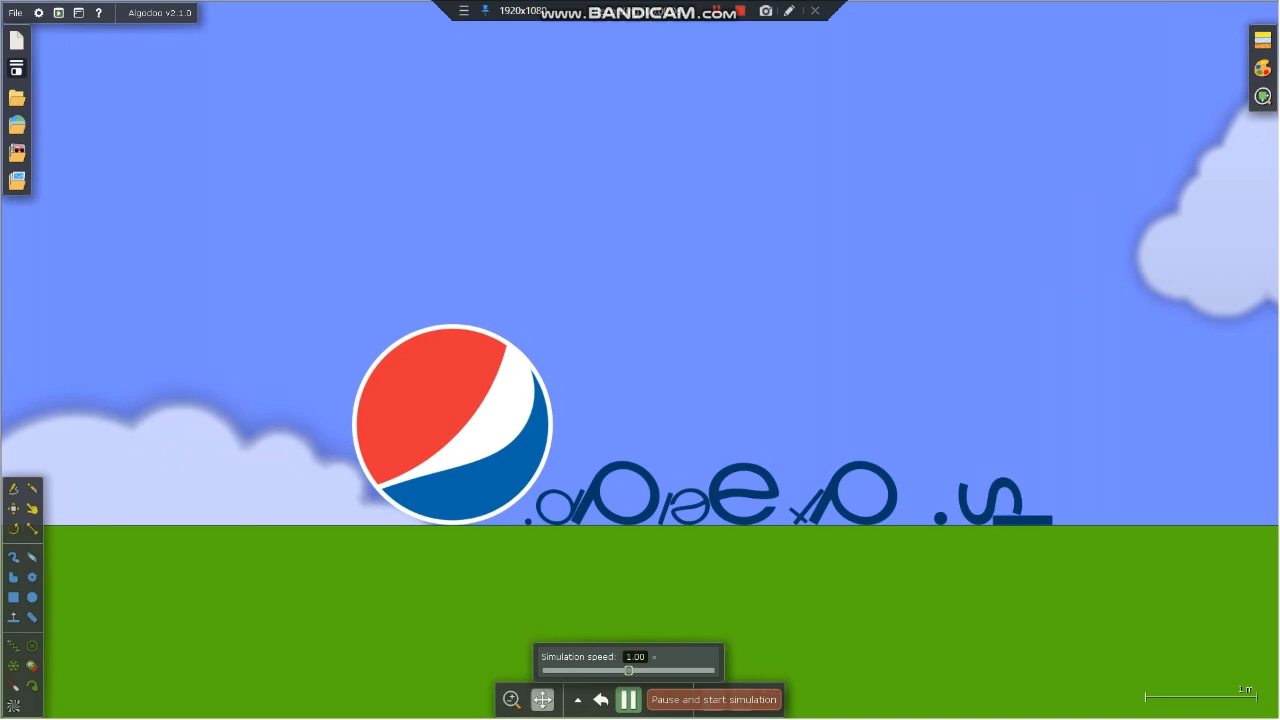 File Algodoo v2.1.0
1920x1080
www.BANDICAM.com
Simulation speed: 1.00 x
Pause and start simulation
1 m